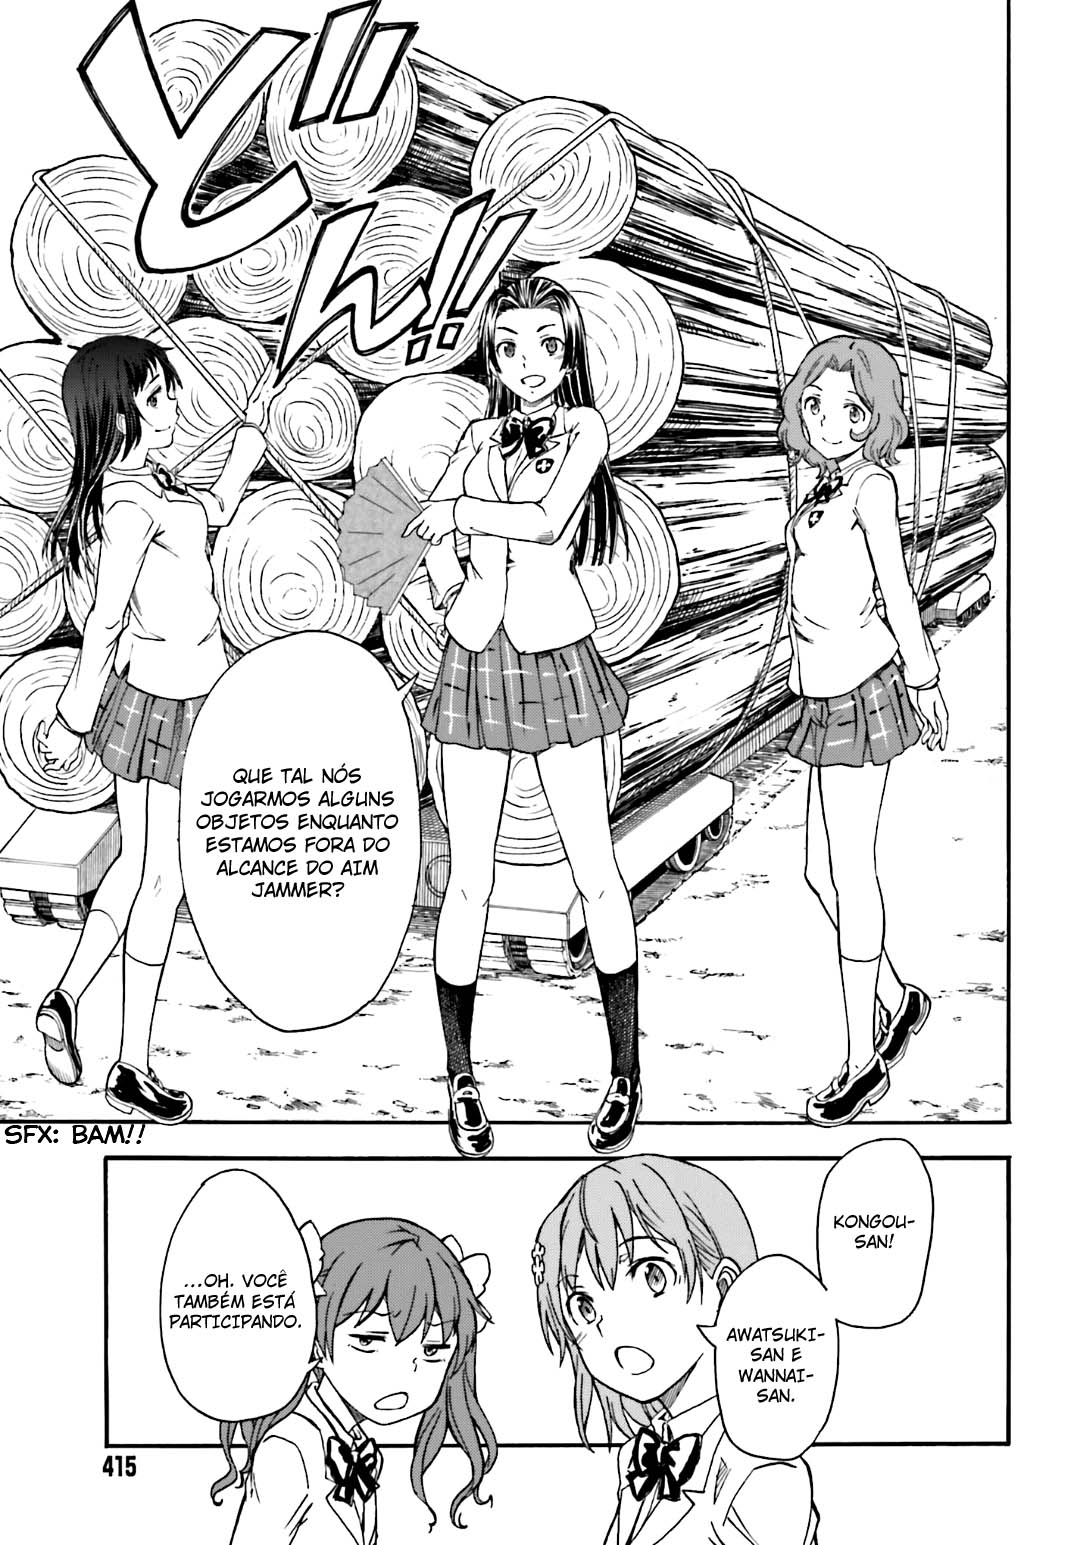 どん!!
QUE TAL NÓS
JOGARMOS ALGUNS
OBJETOS ENQUANTO
ESTAMOS FORA DO
ALCANCE DO AIM
JAMMER?
SFX: BAM!!
KONGOU-
SAN!
AWATSUKI-
SAN E
WANNAI-
SAN.
...OH. VOCÊ
TAMBÉM ESTÁ
PARTICIPANDO.
415